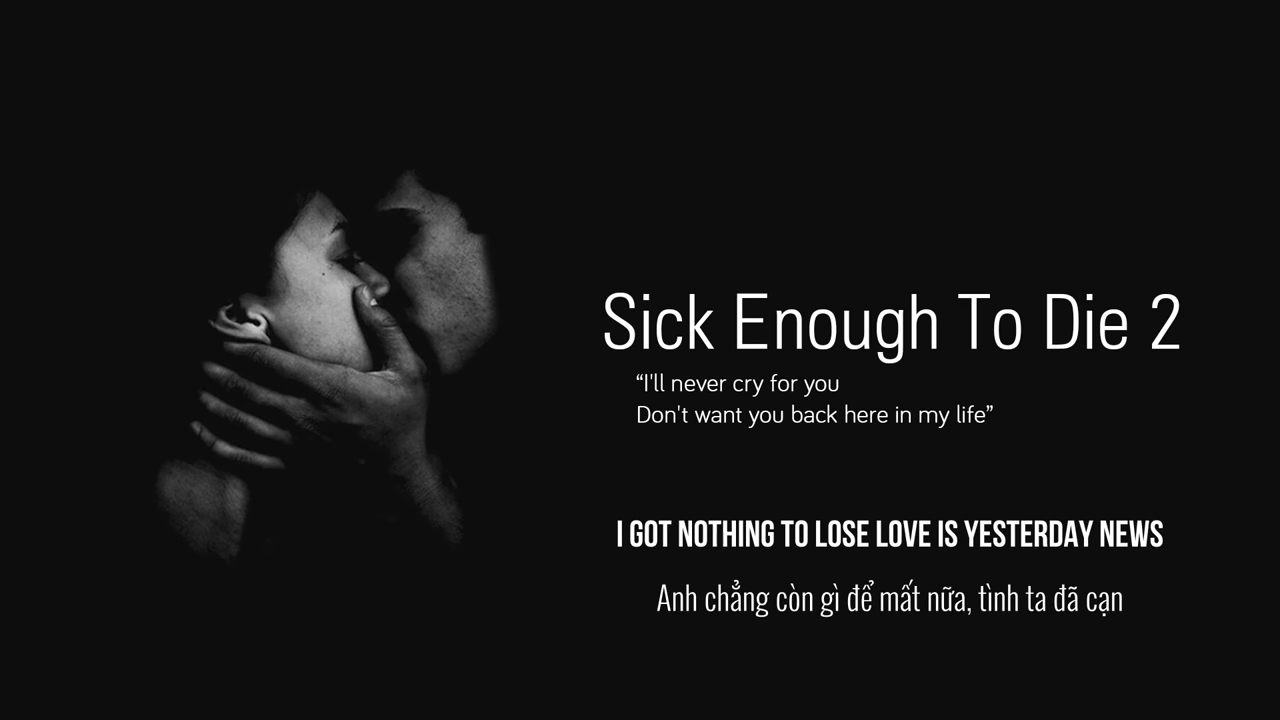 Sick Enough To Die 2
“I'll never cry for you
Don't want you back here in my life”
I GOT NOTHING TO LOSE LOVE IS YESTERDAY NEWS
Anh chẳng còn gì để mất nữa, tình ta đã cạn